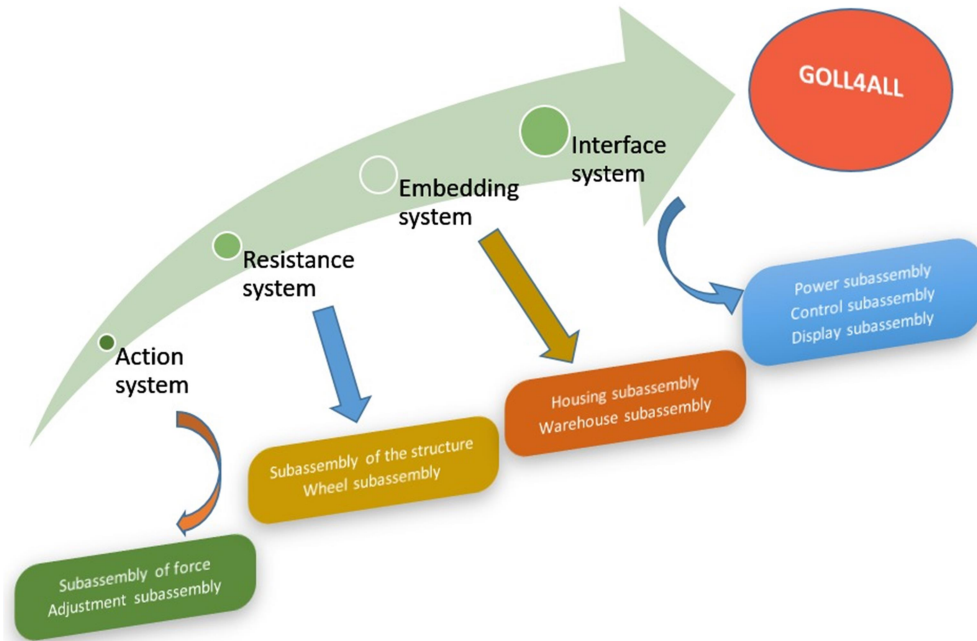 GOLL4ALL
Interface
system
Embedding
system
Resistance
system
Action
system
Power subassembly
Control subassembly
Display subassembly
Housing subassembly
Warehouse subassembly
Subassembly of the structure
Wheel subassembly
Subassembly of force
Adjustment subassembly